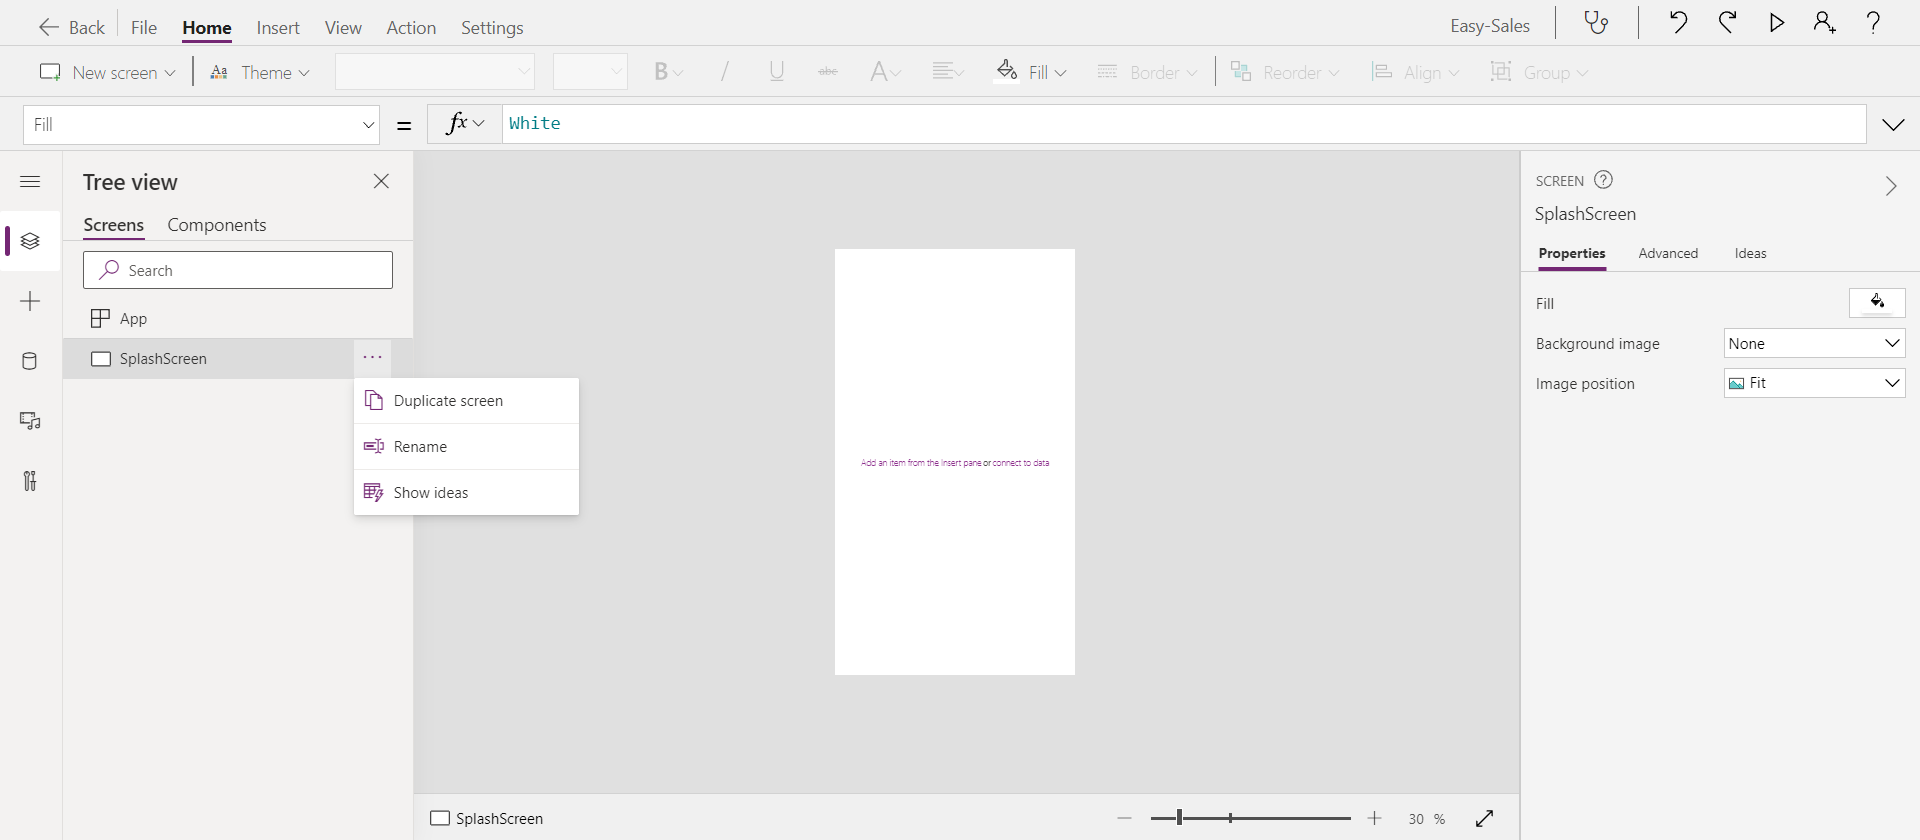 Back File Home Insert View Action Settings Easy-Sales
New screen Aa Theme B / U abc A Fill Border Reorder Align Group
Fill = fx White
Tree view
Screens Components
Search
App
SplashScreen ...
Duplicate screen
Rename
Show ideas
Add an item from the Insert pane or connect to data
SCREEN ?
SplashScreen
Properties Advanced Ideas
Fill
Background image None
Image position Fit
SplashScreen 30 %